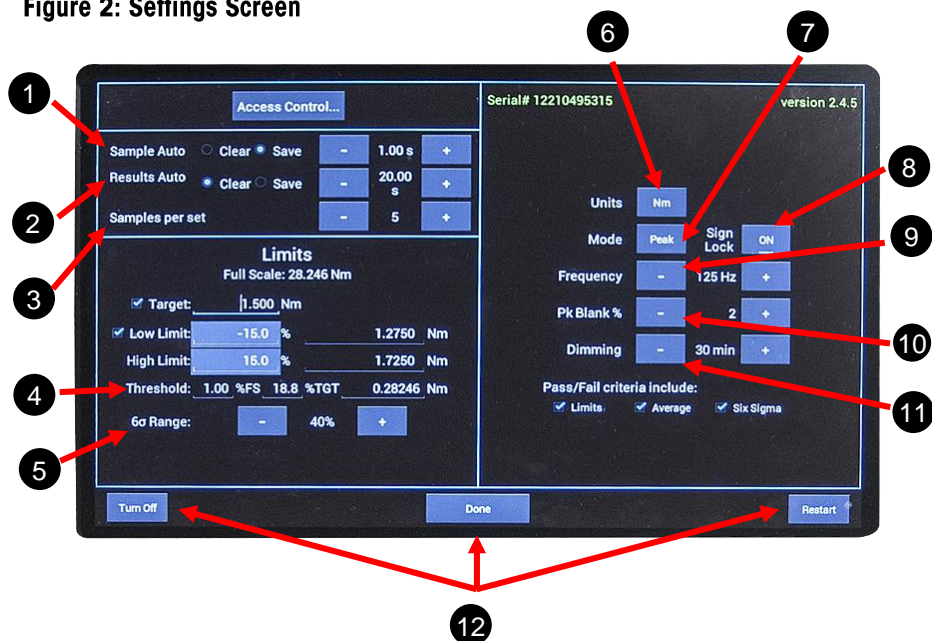 Figure 2: Settings Screen
6
7
1
Access Control...
Serial# 12210495315
version 2.4.5
Sample Auto Clear Save - 1.00 s +
Results Auto Clear Save - 20.00 s +
8
2
Samples per set - 5 +
Units Nm
Mode Peak Sign Lock ON
9
3
Limits
Full Scale: 28.246 Nm
Frequency - 125 Hz +
Target: 1.500 Nm
Pk Blank % - 2 +
Low Limit: -15.0 % 1.2750 Nm
10
High Limit: 15.0 % 1.7250 Nm
Dimming - 30 min +
4
Threshold: 1.00 %FS 18.8 %TGT 0.28246 Nm
Pass/Fail criteria include:
Limits Average Six Sigma
11
6σ Range: - 40% +
5
Turn Off Done Restart
12